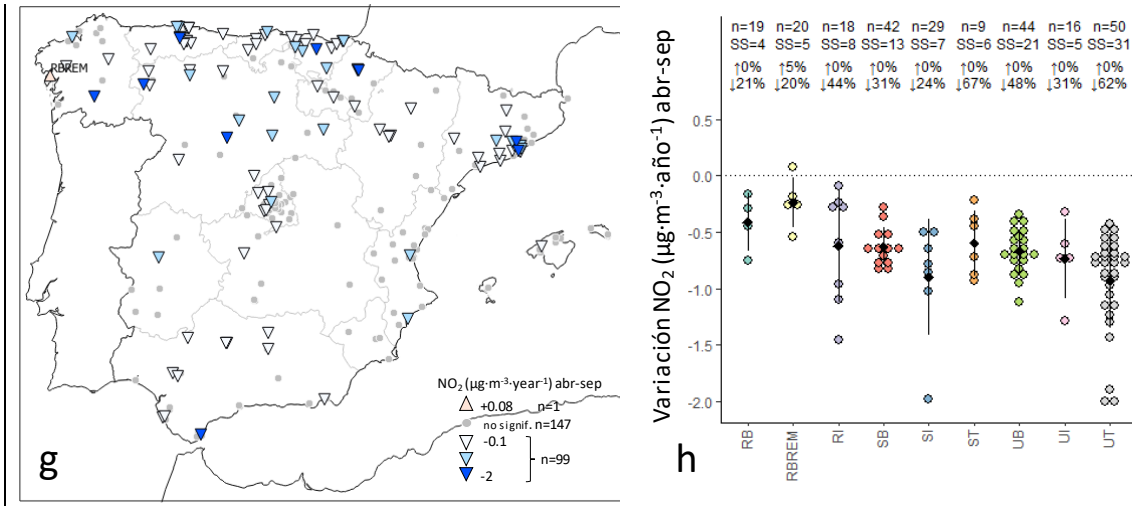 RBREM
NO₂ (µg·m⁻³·year⁻¹) abr-sep
+0.08 n=1
no signif. n=147
-0.1
n=99
-2
g
n=19 n=20 n=18 n=42 n=29 n=9 n=44 n=16 n=50
SS=4 SS=5 SS=8 SS=13 SS=7 SS=6 SS=21 SS=5 SS=31
↑0% ↑5% ↑0% ↑0% ↑0% ↑0% ↑0% ↑0% ↑0%
↓21% ↓20% ↓44% ↓31% ↓24% ↓67% ↓48% ↓31% ↓62%
Variación NO₂ (µg·m⁻³·año⁻¹) abr-sep
0.5
0.0
-0.5
-1.0
-1.5
-2.0
RB RBREM RI SB SI ST UB UI UT
h